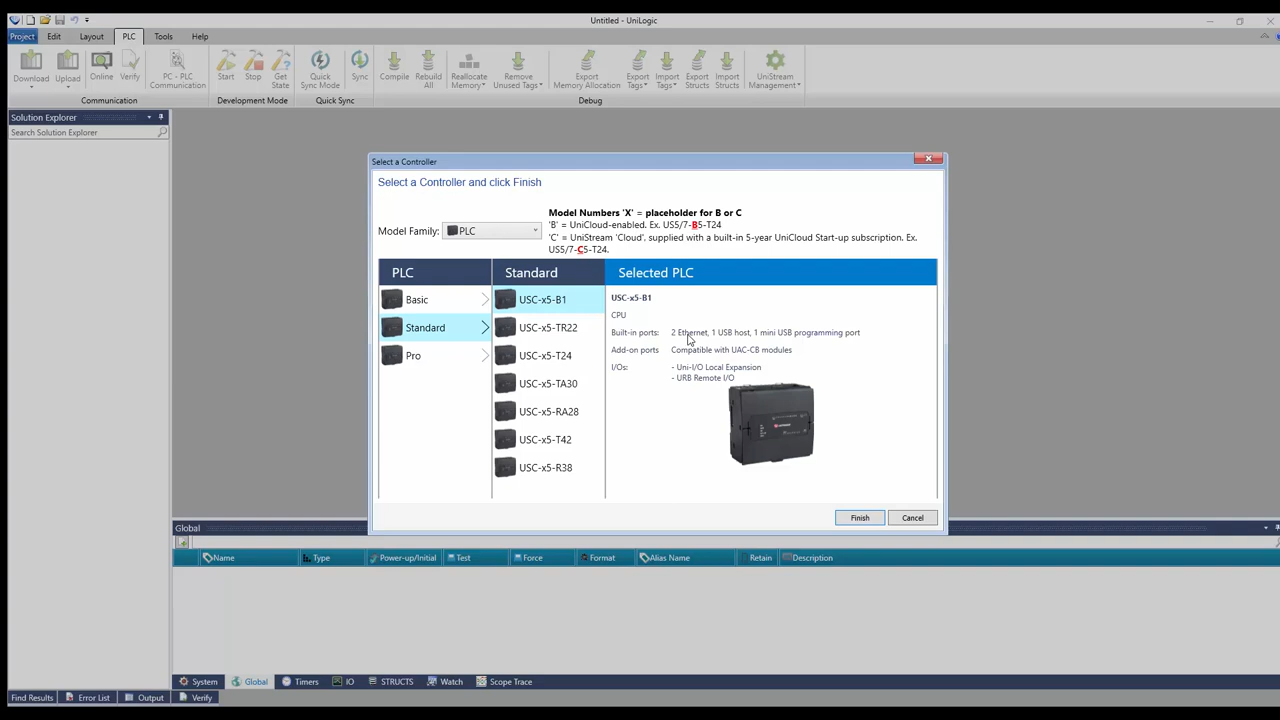 Untitled - UniLogic
Project Edit Layout PLC Tools Help
Download Upload Online Verify PC - PLC Communication Start Stop Get State Quick Sync Mode Sync Compile Rebuild All Reallocate Memory Remove Unused Tags Export Memory Allocation Export Tags Import Tags Export Structs Import Structs UniStream Management
Communication Development Mode Quick Sync Debug
Solution Explorer
Search Solution Explorer
Select a Controller
Select a Controller and click Finish
Model Numbers 'X' = placeholder for B or C
'B' = UniCloud-enabled. Ex. US5/7-B5-T24
Model Family: PLC
'C' = UniStream 'Cloud', supplied with a built-in 5-year UniCloud Start-up subscription. Ex.
US5/7-C5-T24.
PLC Standard Selected PLC
Basic USC-x5-B1 USC-x5-B1
CPU
Standard USC-x5-TR22 Built-in ports: 2 Ethernet, 1 USB host, 1 mini USB programming port
Pro USC-x5-T24 Add-on ports Compatible with UAC-CB modules
I/Os: - Uni-I/O Local Expansion
- URB Remote I/O
USC-x5-TA30
USC-x5-RA28
USC-x5-T42
USC-x5-R38
Finish Cancel
Global
Name Type Power-up/Initial Test Force Format Alias Name Retain Description
System Global Timers IO STRUCTS Watch Scope Trace
Find Results Error List Output Verify